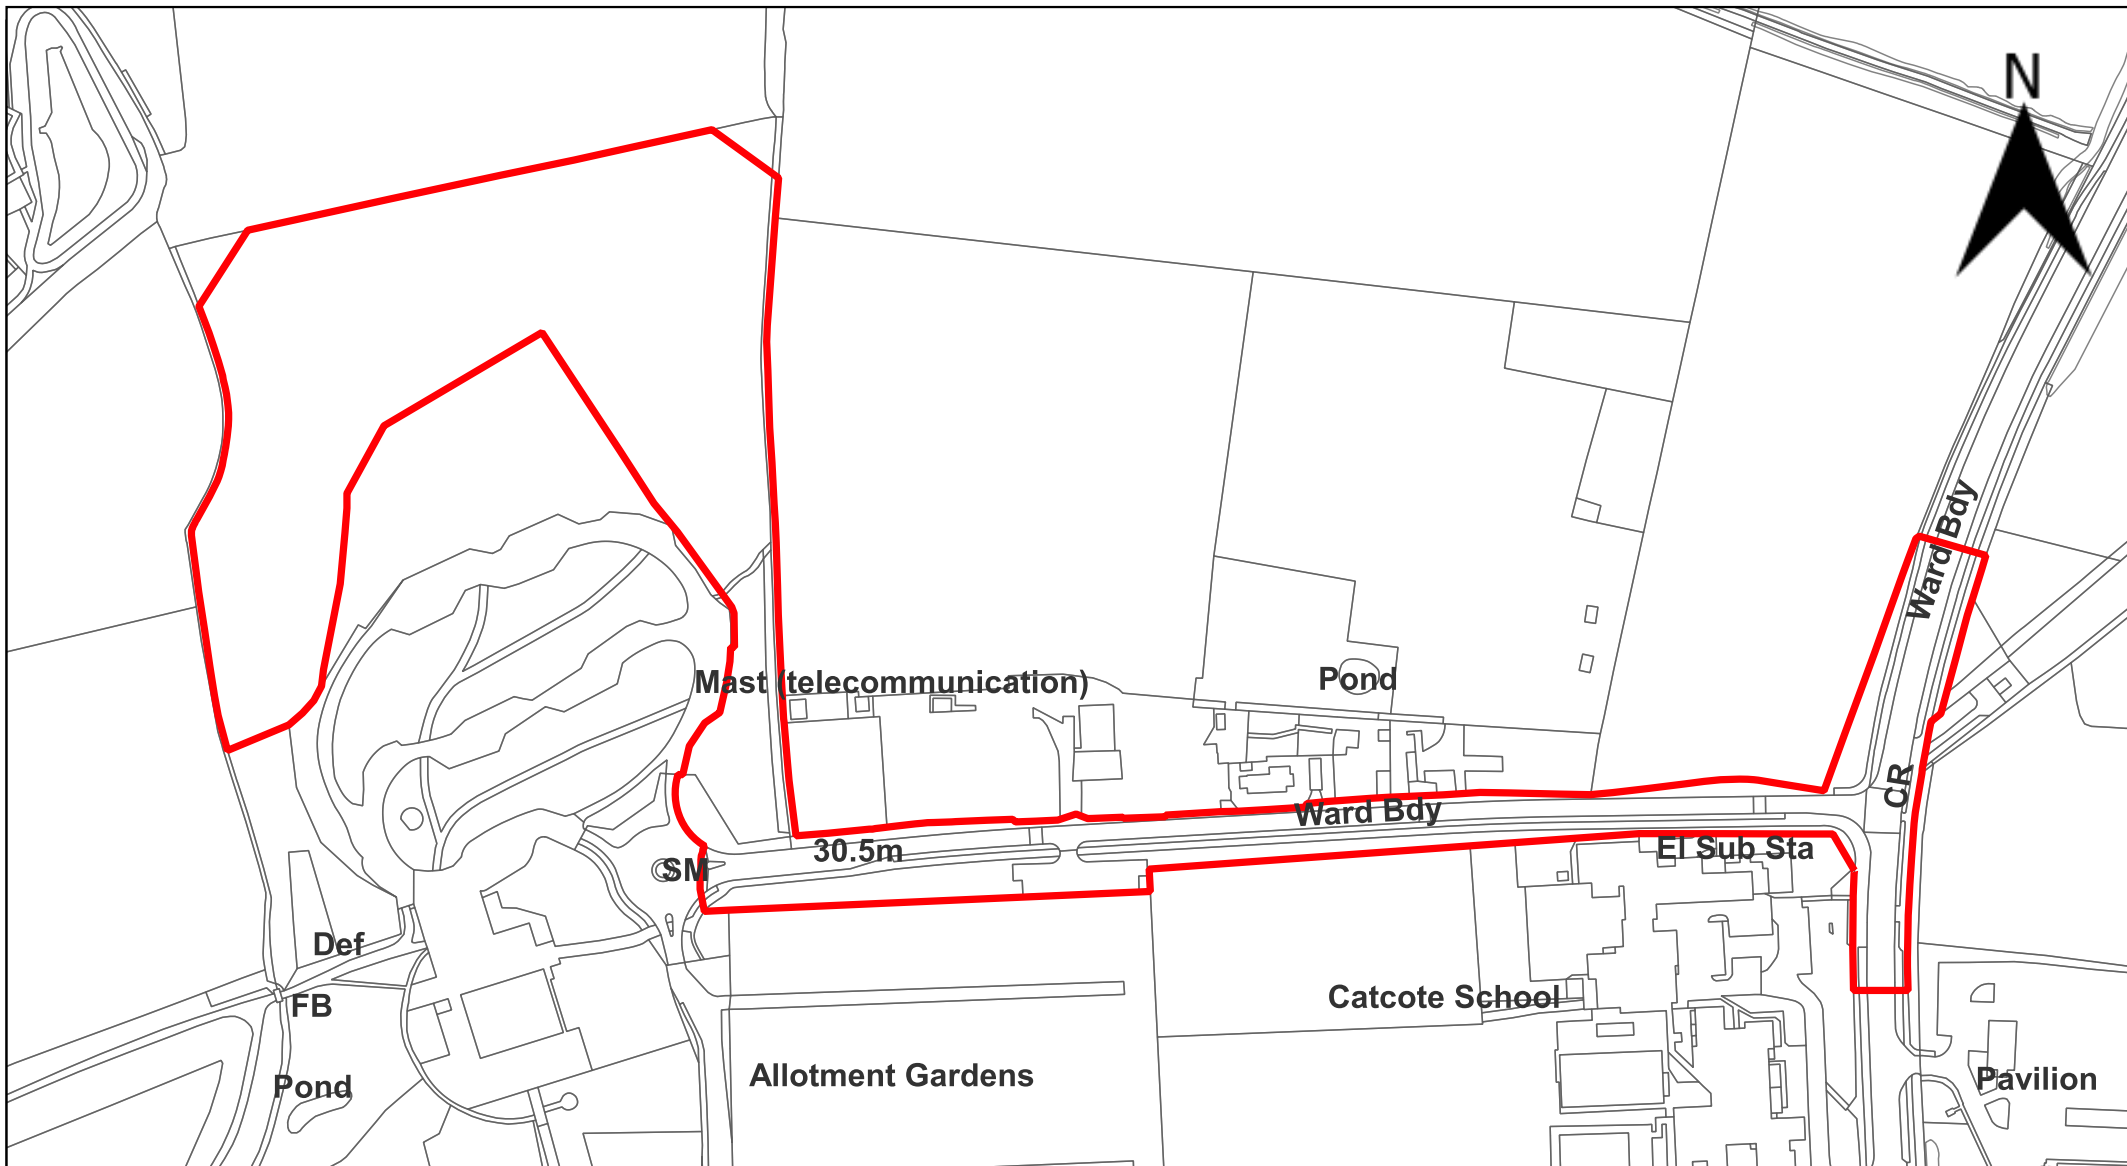 N
Ward Bdy
Mast (telecommunication)
Pond
CR
Ward Bdy
30.5m
El Sub Sta
SM
Def
Catcote School
FB
Allotment Gardens
Pond
Pavilion